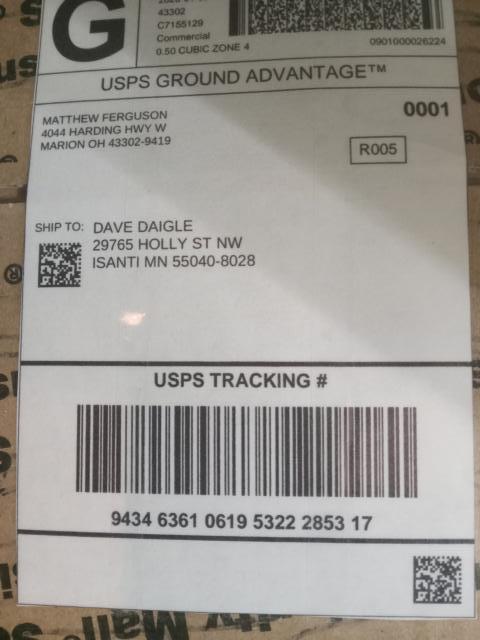 G
43302
C7155129
Commercial
0.50 CUBIC ZONE 4
0901000026224
USPS GROUND ADVANTAGE™
0001
MATTHEW FERGUSON
4044 HARDING HWY W
MARION OH 43302-9419
R005
SHIP TO: DAVE DAIGLE
29765 HOLLY ST NW
ISANTI MN 55040-8028
USPS TRACKING #
9434 6361 0619 5322 2853 17
ity Mail